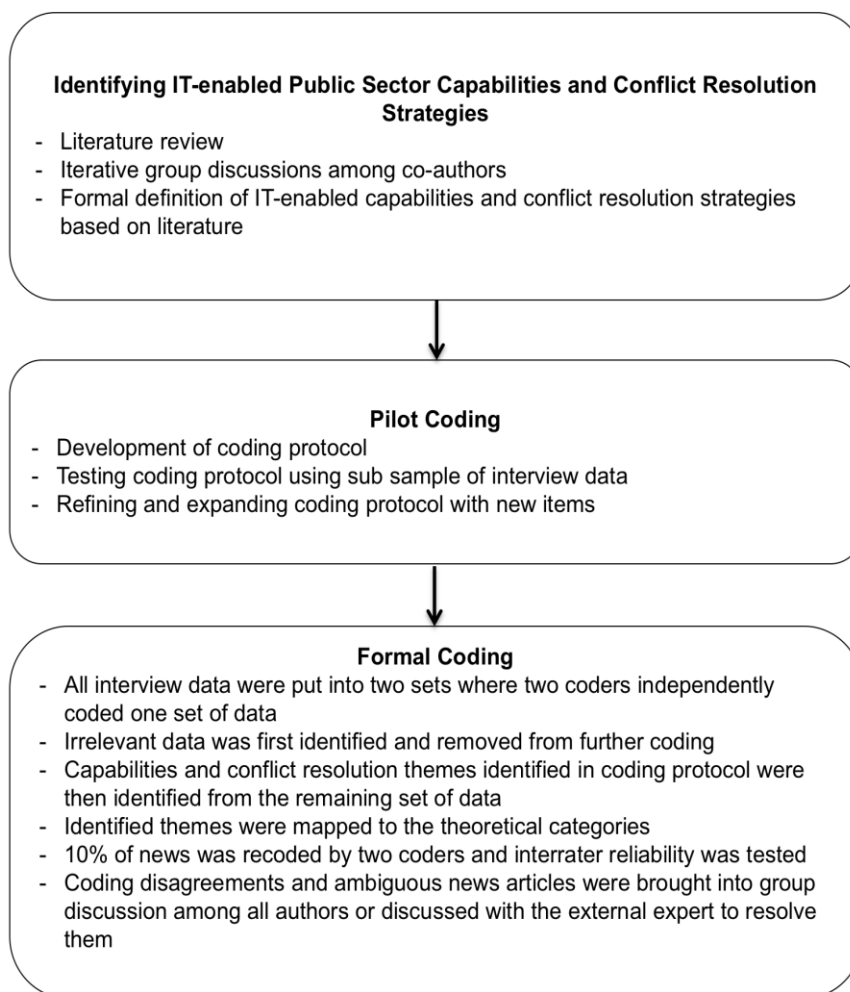 Identifying IT-enabled Public Sector Capabilities and Conflict Resolution
Strategies
- Literature review
- Iterative group discussions among co-authors
- Formal definition of IT-enabled capabilities and conflict resolution strategies
based on literature
Pilot Coding
- Development of coding protocol
- Testing coding protocol using sub sample of interview data
- Refining and expanding coding protocol with new items
Formal Coding
- All interview data were put into two sets where two coders independently
coded one set of data
- Irrelevant data was first identified and removed from further coding
- Capabilities and conflict resolution themes identified in coding protocol were
then identified from the remaining set of data
- Identified themes were mapped to the theoretical categories
- 10% of news was recoded by two coders and interrater reliability was tested
- Coding disagreements and ambiguous news articles were brought into group
discussion among all authors or discussed with the external expert to resolve
them